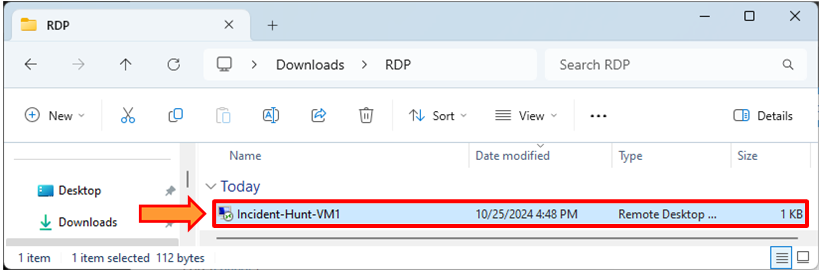 RDP
Downloads > RDP
Search RDP
New
Sort
View
Details
Name
Date modified
Type
Size
Desktop
Downloads
Today
Incident-Hunt-VM1
10/25/2024 4:48 PM
Remote Desktop ...
1 KB
1 item
1 item selected 112 bytes